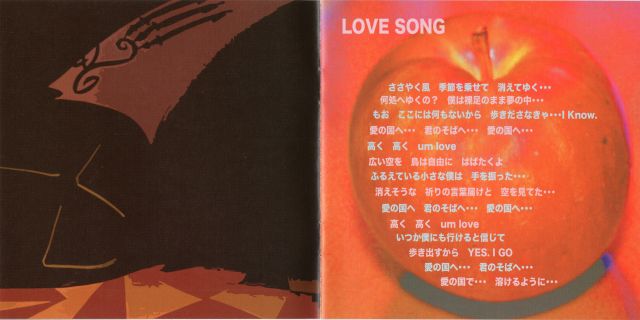 LOVE SONG
ささやく風　季節を乗せて　消えてゆく･･･
何処へゆくの？　僕は裸足のまま夢の中･･･
もお　ここには何もないから　歩きださなきゃ･･･I Know.
愛の国へ･･･　君のそばへ･･･　愛の国へ･･･
高く　高く　um love
広い空を　鳥は自由に　はばたくよ
ふるえている小さな僕は　手を振った･･･
消えそうな　祈りの言葉届けと　空を見てた･･･
愛の国へ　君のそばへ･･･　愛の国へ･･･
高く　高く　um love
いつか僕にも行けると信じて
歩き出すから　YES. I GO
愛の国へ･･･　君のそばへ･･･
愛の国で･･･　溶けるように･･･